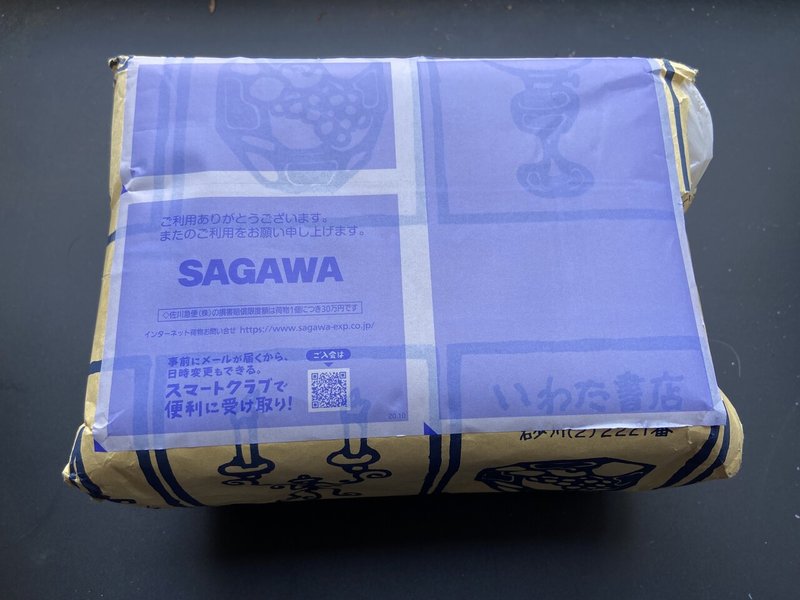 ご利用ありがとうございます。
またのご利用をお願い申し上げます。
SAGAWA
◇佐川急便(株)の損害賠償限度額は荷物1個につき30万円です
インターネット荷物お問い合せ https://www.sagawa-exp.co.jp/
事前にメールが届くから、
日時変更もできる。
スマートクラブで
便利に受け取り!
ご入会は
20.10
いわた書店
砂川(2)2221番